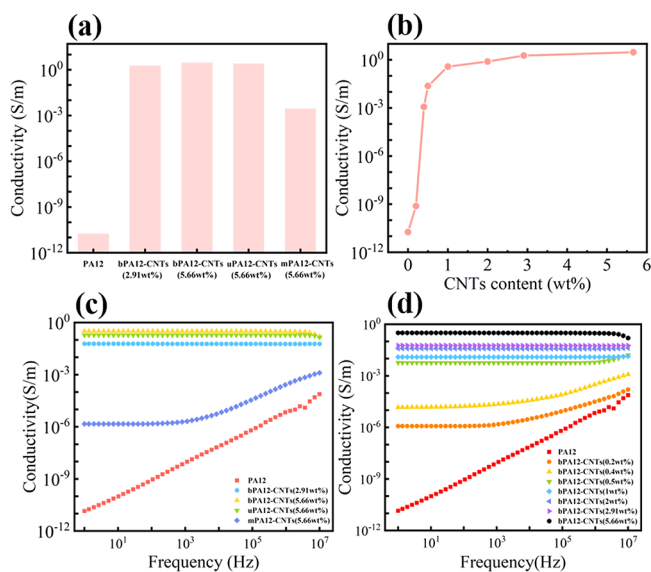 (a)
Conductivity (S/m)
10^0
10^-3
10^-6
10^-9
10^-12
PA12
bPA12-CNTs
(2.91wt%)
bPA12-CNTs
(5.66wt%)
uPA12-CNTs
(5.66wt%)
mPA12-CNTs
(5.66wt%)
(b)
Conductivity (S/m)
10^0
10^-3
10^-6
10^-9
10^-12
0 1 2 3 4 5 6
CNTs content (wt%)
(c)
Conductivity(S/m)
10^0
10^-3
10^-6
10^-9
10^-12
PA12
bPA12-CNTs(2.91wt%)
bPA12-CNTs(5.66wt%)
uPA12-CNTs(5.66wt%)
mPA12-CNTs(5.66wt%)
10^1 10^3 10^5 10^7
Frequency (Hz)
(d)
Conductivity(S/m)
10^0
10^-3
10^-6
10^-9
10^-12
PA12
bPA12-CNTs(0.2wt%)
bPA12-CNTs(0.4wt%)
bPA12-CNTs(0.5wt%)
bPA12-CNTs(1wt%)
bPA12-CNTs(2wt%)
bPA12-CNTs(2.91wt%)
bPA12-CNTs(5.66wt%)
10^1 10^3 10^5 10^7
Frequency(Hz)